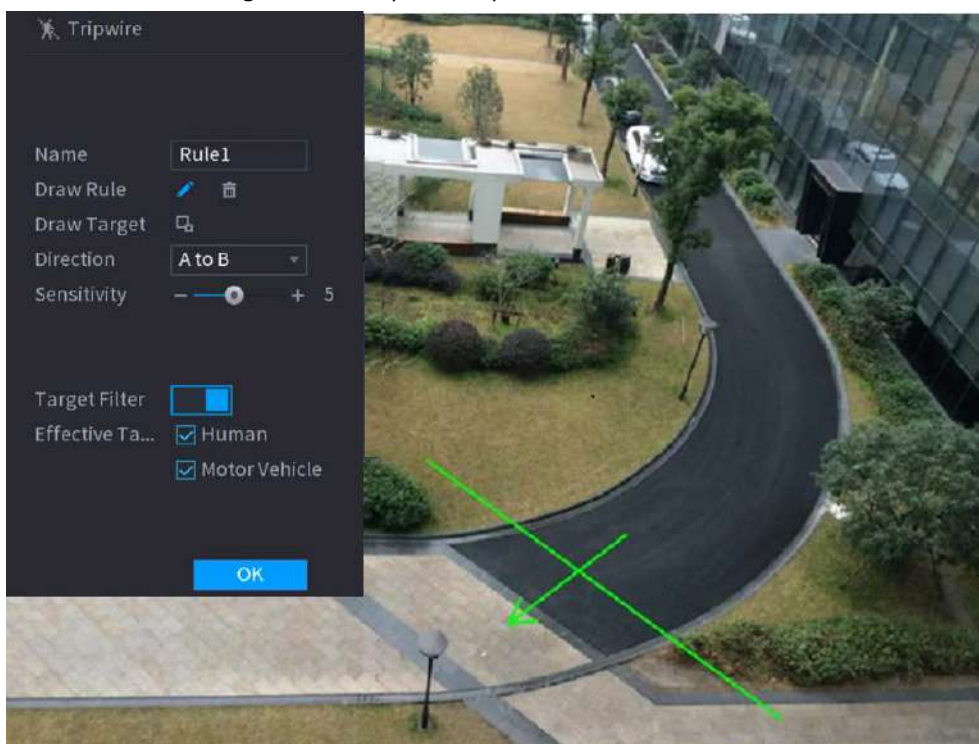 Tripwire
Name Rule1
Draw Rule
Draw Target
Direction A to B
Sensitivity - + 5
Target Filter
Effective Ta... Human
Motor Vehicle
OK